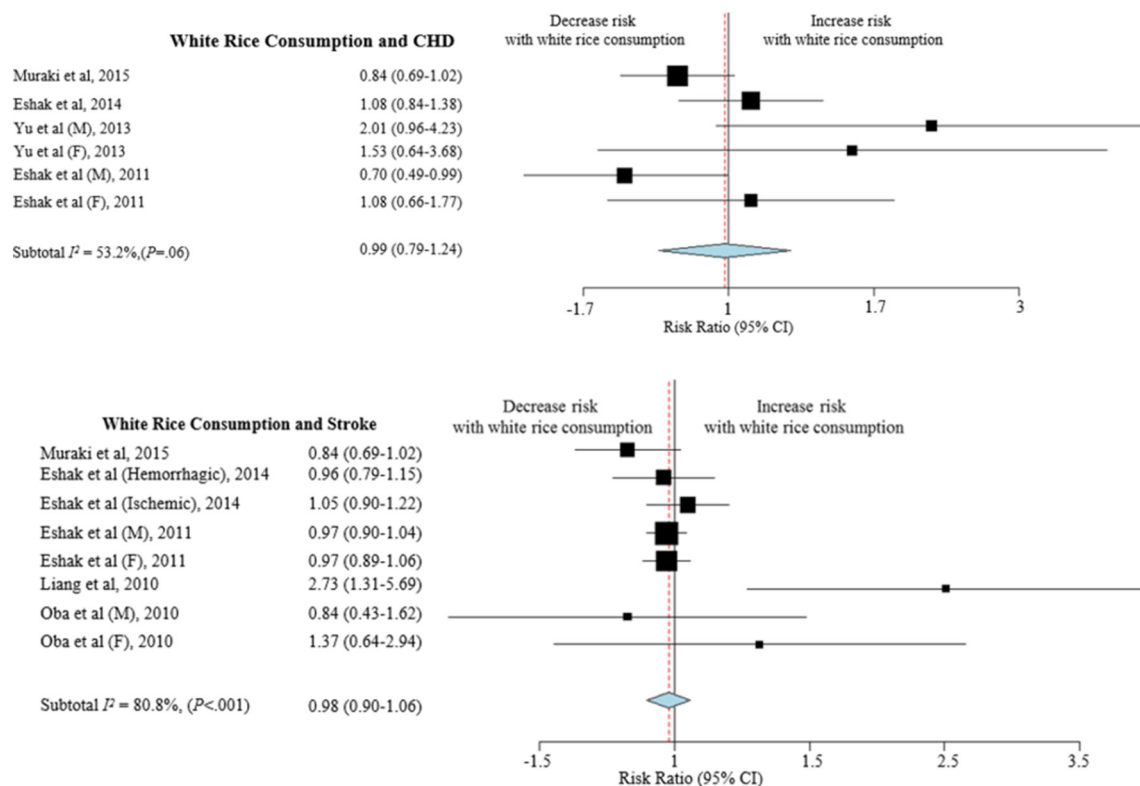 Decrease risk
with white rice consumption
Increase risk
with white rice consumption
White Rice Consumption and CHD
Muraki et al, 2015 0.84 (0.69-1.02)
Eshak et al, 2014 1.08 (0.84-1.38)
Yu et al (M), 2013 2.01 (0.96-4.23)
Yu et al (F), 2013 1.53 (0.64-3.68)
Eshak et al (M), 2011 0.70 (0.49-0.99)
Eshak et al (F), 2011 1.08 (0.66-1.77)
Subtotal I² = 53.2%,(P=.06) 0.99 (0.79-1.24)
-1.7 1 1.7 3
Risk Ratio (95% CI)
Decrease risk
with white rice consumption
Increase risk
with white rice consumption
White Rice Consumption and Stroke
Muraki et al, 2015 0.84 (0.69-1.02)
Eshak et al (Hemorrhagic), 2014 0.96 (0.79-1.15)
Eshak et al (Ischemic), 2014 1.05 (0.90-1.22)
Eshak et al (M), 2011 0.97 (0.90-1.04)
Eshak et al (F), 2011 0.97 (0.89-1.06)
Liang et al, 2010 2.73 (1.31-5.69)
Oba et al (M), 2010 0.84 (0.43-1.62)
Oba et al (F), 2010 1.37 (0.64-2.94)
Subtotal I² = 80.8%, (P<.001) 0.98 (0.90-1.06)
-1.5 1 1.5 2.5 3.5
Risk Ratio (95% CI)